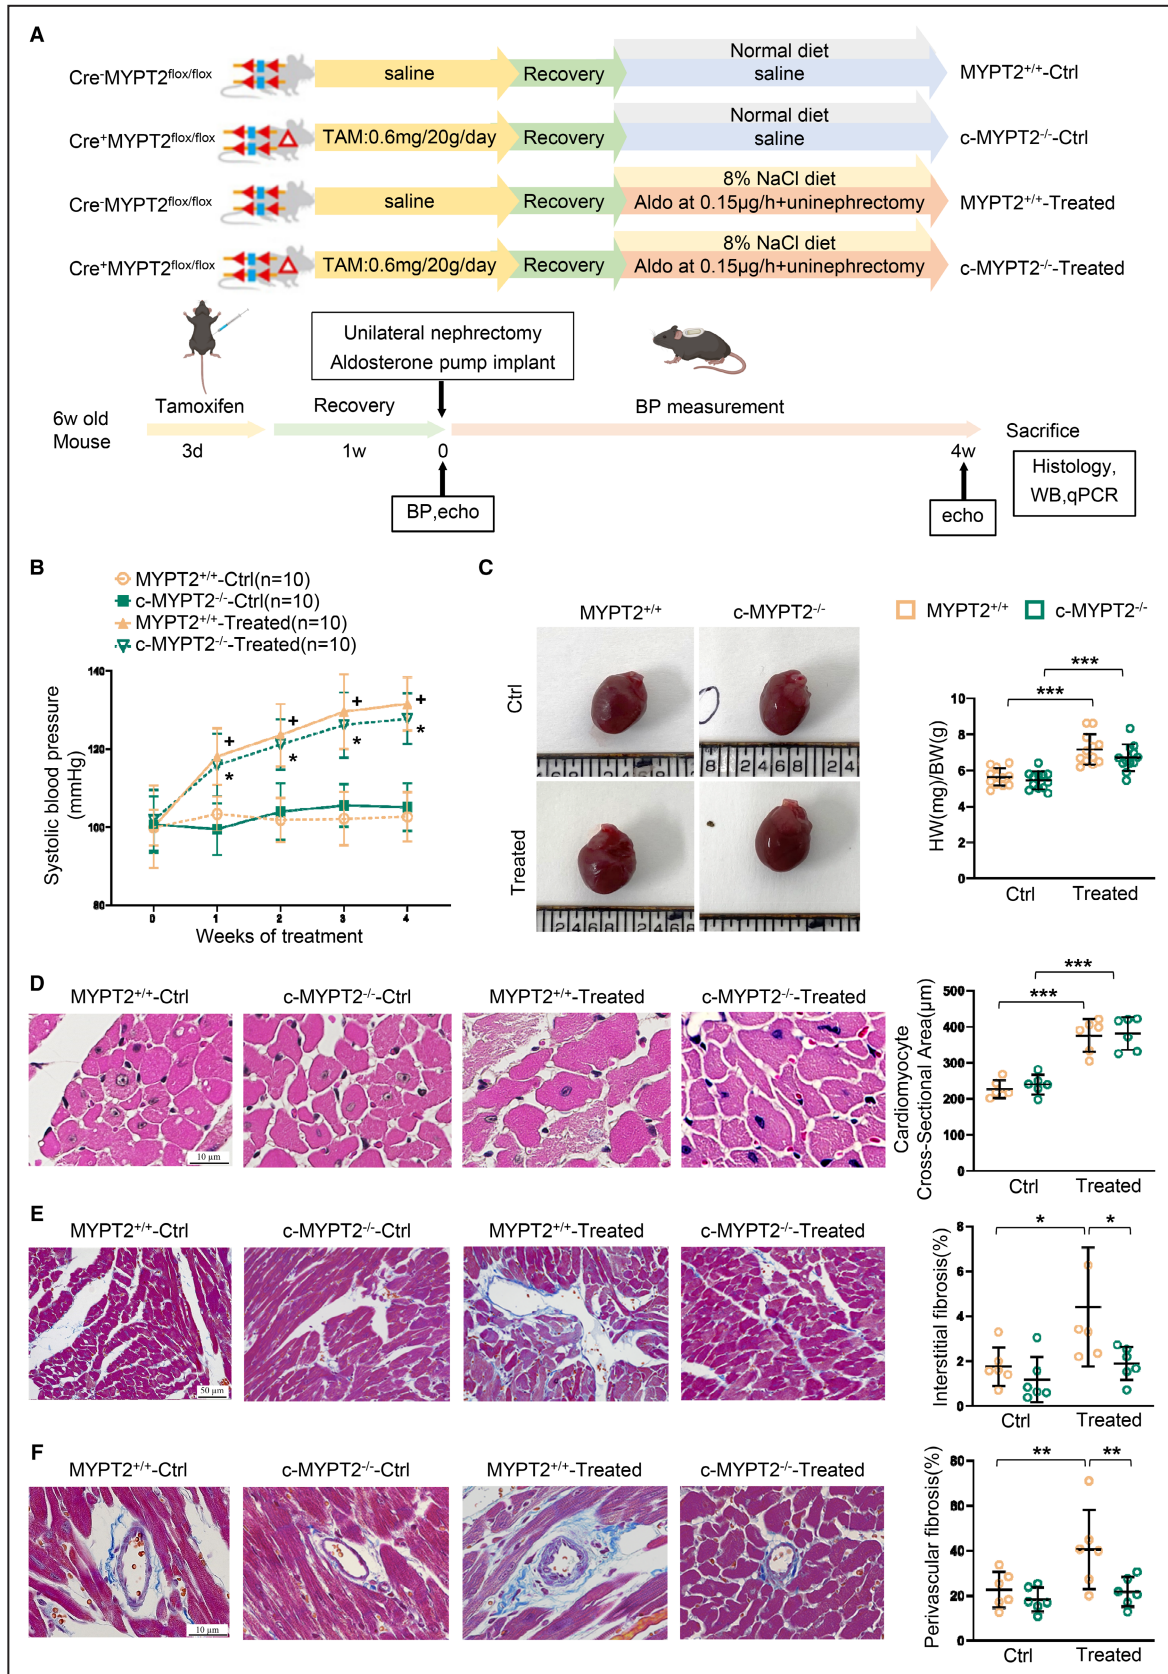 A
Cre-MYPT2flox/flox
saline
Recovery
Normal diet
saline
MYPT2+/+-Ctrl
Cre+MYPT2flox/flox
TAM:0.6mg/20g/day
Recovery
Normal diet
saline
c-MYPT2-/--Ctrl
Cre-MYPT2flox/flox
saline
Recovery
8% NaCl diet
Aldo at 0.15µg/h+uninephrectomy
MYPT2+/+-Treated
Cre+MYPT2flox/flox
TAM:0.6mg/20g/day
Recovery
8% NaCl diet
Aldo at 0.15µg/h+uninephrectomy
c-MYPT2-/--Treated
Unilateral nephrectomy
Aldosterone pump implant
6w old
Mouse
Tamoxifen
3d
Recovery
1w
0
BP measurement
4w
Sacrifice
BP,echo
echo
Histology,
WB,qPCR
B
MYPT2+/+-Ctrl(n=10)
c-MYPT2-/--Ctrl(n=10)
MYPT2+/+-Treated(n=10)
c-MYPT2-/--Treated(n=10)
Systolic blood pressure
(mmHg)
140
120
100
80
+ + + +
* * * *
0 1 2 3 4
Weeks of treatment
C
MYPT2+/+
c-MYPT2-/-
Ctrl
Treated
MYPT2+/+
c-MYPT2-/-
HW(mg)/BW(g)
10
8
6
4
2
0
***
***
Ctrl
Treated
D
MYPT2+/+-Ctrl
c-MYPT2-/--Ctrl
MYPT2+/+-Treated
c-MYPT2-/--Treated
10 µm
Cardiomyocyte
Cross-Sectional Area(µm)
500
400
300
200
100
0
***
***
Ctrl
Treated
E
MYPT2+/+-Ctrl
c-MYPT2-/--Ctrl
MYPT2+/+-Treated
c-MYPT2-/--Treated
50 µm
Interstitial fibrosis(%)
8
6
4
2
0
*
*
Ctrl
Treated
F
MYPT2+/+-Ctrl
c-MYPT2-/--Ctrl
MYPT2+/+-Treated
c-MYPT2-/--Treated
10 µm
Perivascular fibrosis(%)
80
60
40
20
0
**
**
Ctrl
Treated